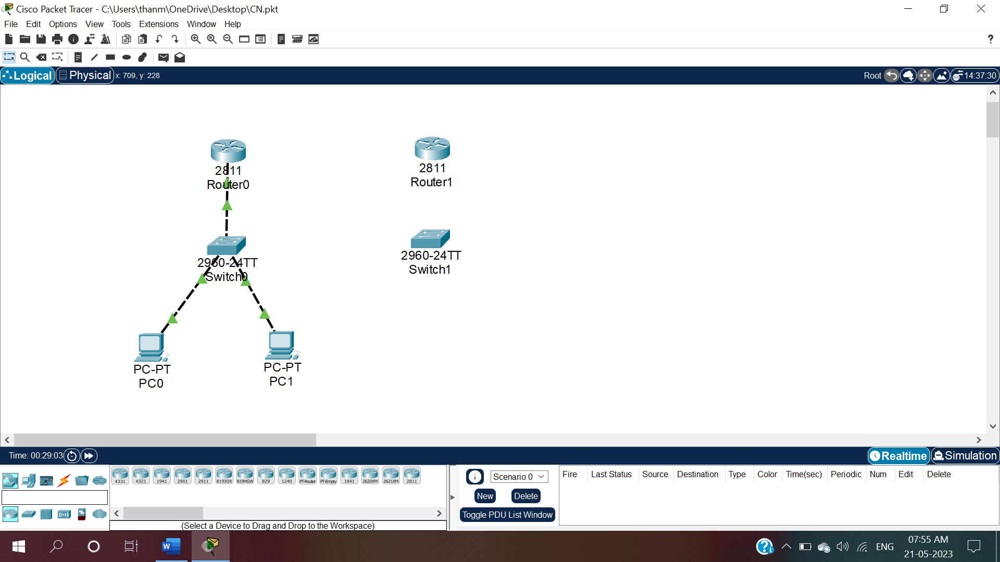 Cisco Packet Tracer - C:\Users\thanm\OneDrive\Desktop\CN.pkt
File Edit Options View Tools Extensions Window Help
?
Logical Physical x: 709, y: 228 Root 14:37:30
2811
Router0
2811
Router1
2960-24TT
Switch0
2960-24TT
Switch1
PC-PT
PC0
PC-PT
PC1
Time: 00:29:03 Realtime Simulation
4331 4321 1941 2901 2911 819IOX 819HGW 829 1240 PT-Router PT-Empty 1841 2620XM 2621XM 2811
(Select a Device to Drag and Drop to the Workspace)
Scenario 0
New Delete
Toggle PDU List Window
Fire Last Status Source Destination Type Color Time(sec) Periodic Num Edit Delete
W
ENG
07:55 AM
21-05-2023